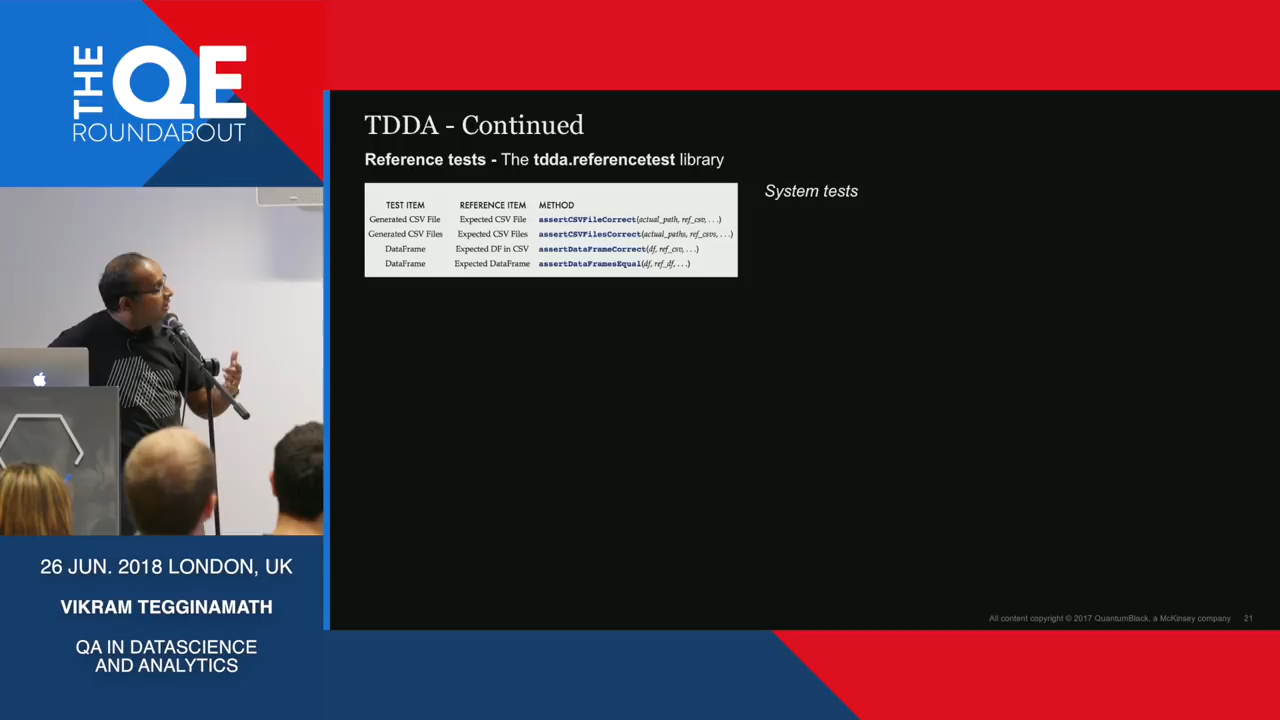 THE
QE
ROUNDABOUT
26 JUN. 2018 LONDON, UK
VIKRAM TEGGINAMATH
QA IN DATASCIENCE
AND ANALYTICS
TDDA - Continued
Reference tests - The tdda.referencetest library
TEST ITEM REFERENCE ITEM METHOD
Generated CSV File Expected CSV File assertCSVFileCorrect(actual_path, ref_csv, . . .)
Generated CSV Files Expected CSV Files assertCSVFilesCorrect(actual_paths, ref_csvs, . . .)
DataFrame Expected DF in CSV assertDataFrameCorrect(df, ref_csv, . . .)
DataFrame Expected DataFrame assertDataFramesEqual(df, ref_df, . . .)
System tests
All content copyright © 2017 QuantumBlack, a McKinsey company 21